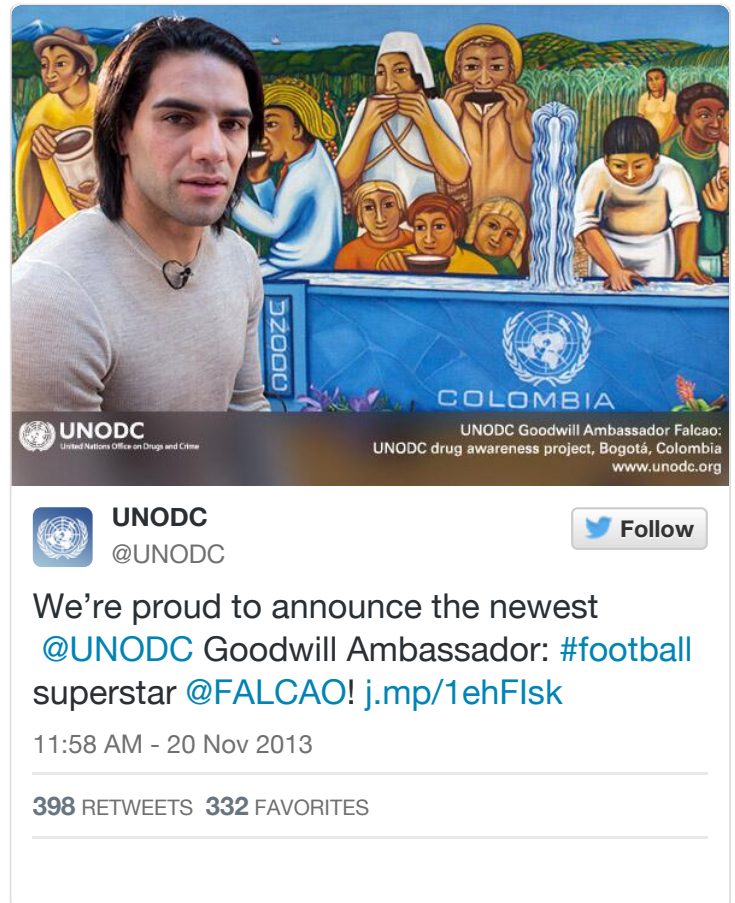 UNODC
COLOMBIA
UNODC
United Nations Office on Drugs and Crime
UNODC Goodwill Ambassador Falcao:
UNODC drug awareness project, Bogotá, Colombia
www.unodc.org
UNODC
@UNODC
Follow
We're proud to announce the newest
@UNODC Goodwill Ambassador: #football
superstar @FALCAO! j.mp/1ehFIsk
11:58 AM - 20 Nov 2013
398 RETWEETS 332 FAVORITES